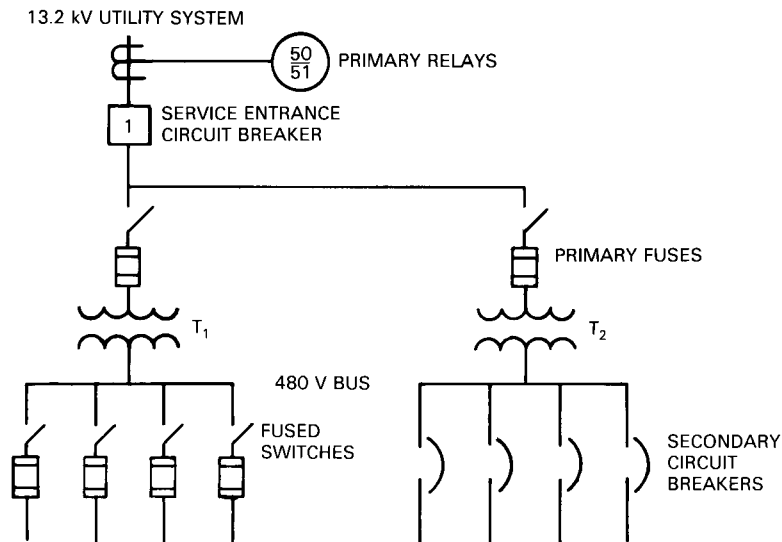 13.2 kV UTILITY SYSTEM
50
51
PRIMARY RELAYS
1
SERVICE ENTRANCE
CIRCUIT BREAKER
PRIMARY FUSES
T1
T2
480 V BUS
FUSED
SWITCHES
SECONDARY
CIRCUIT
BREAKERS